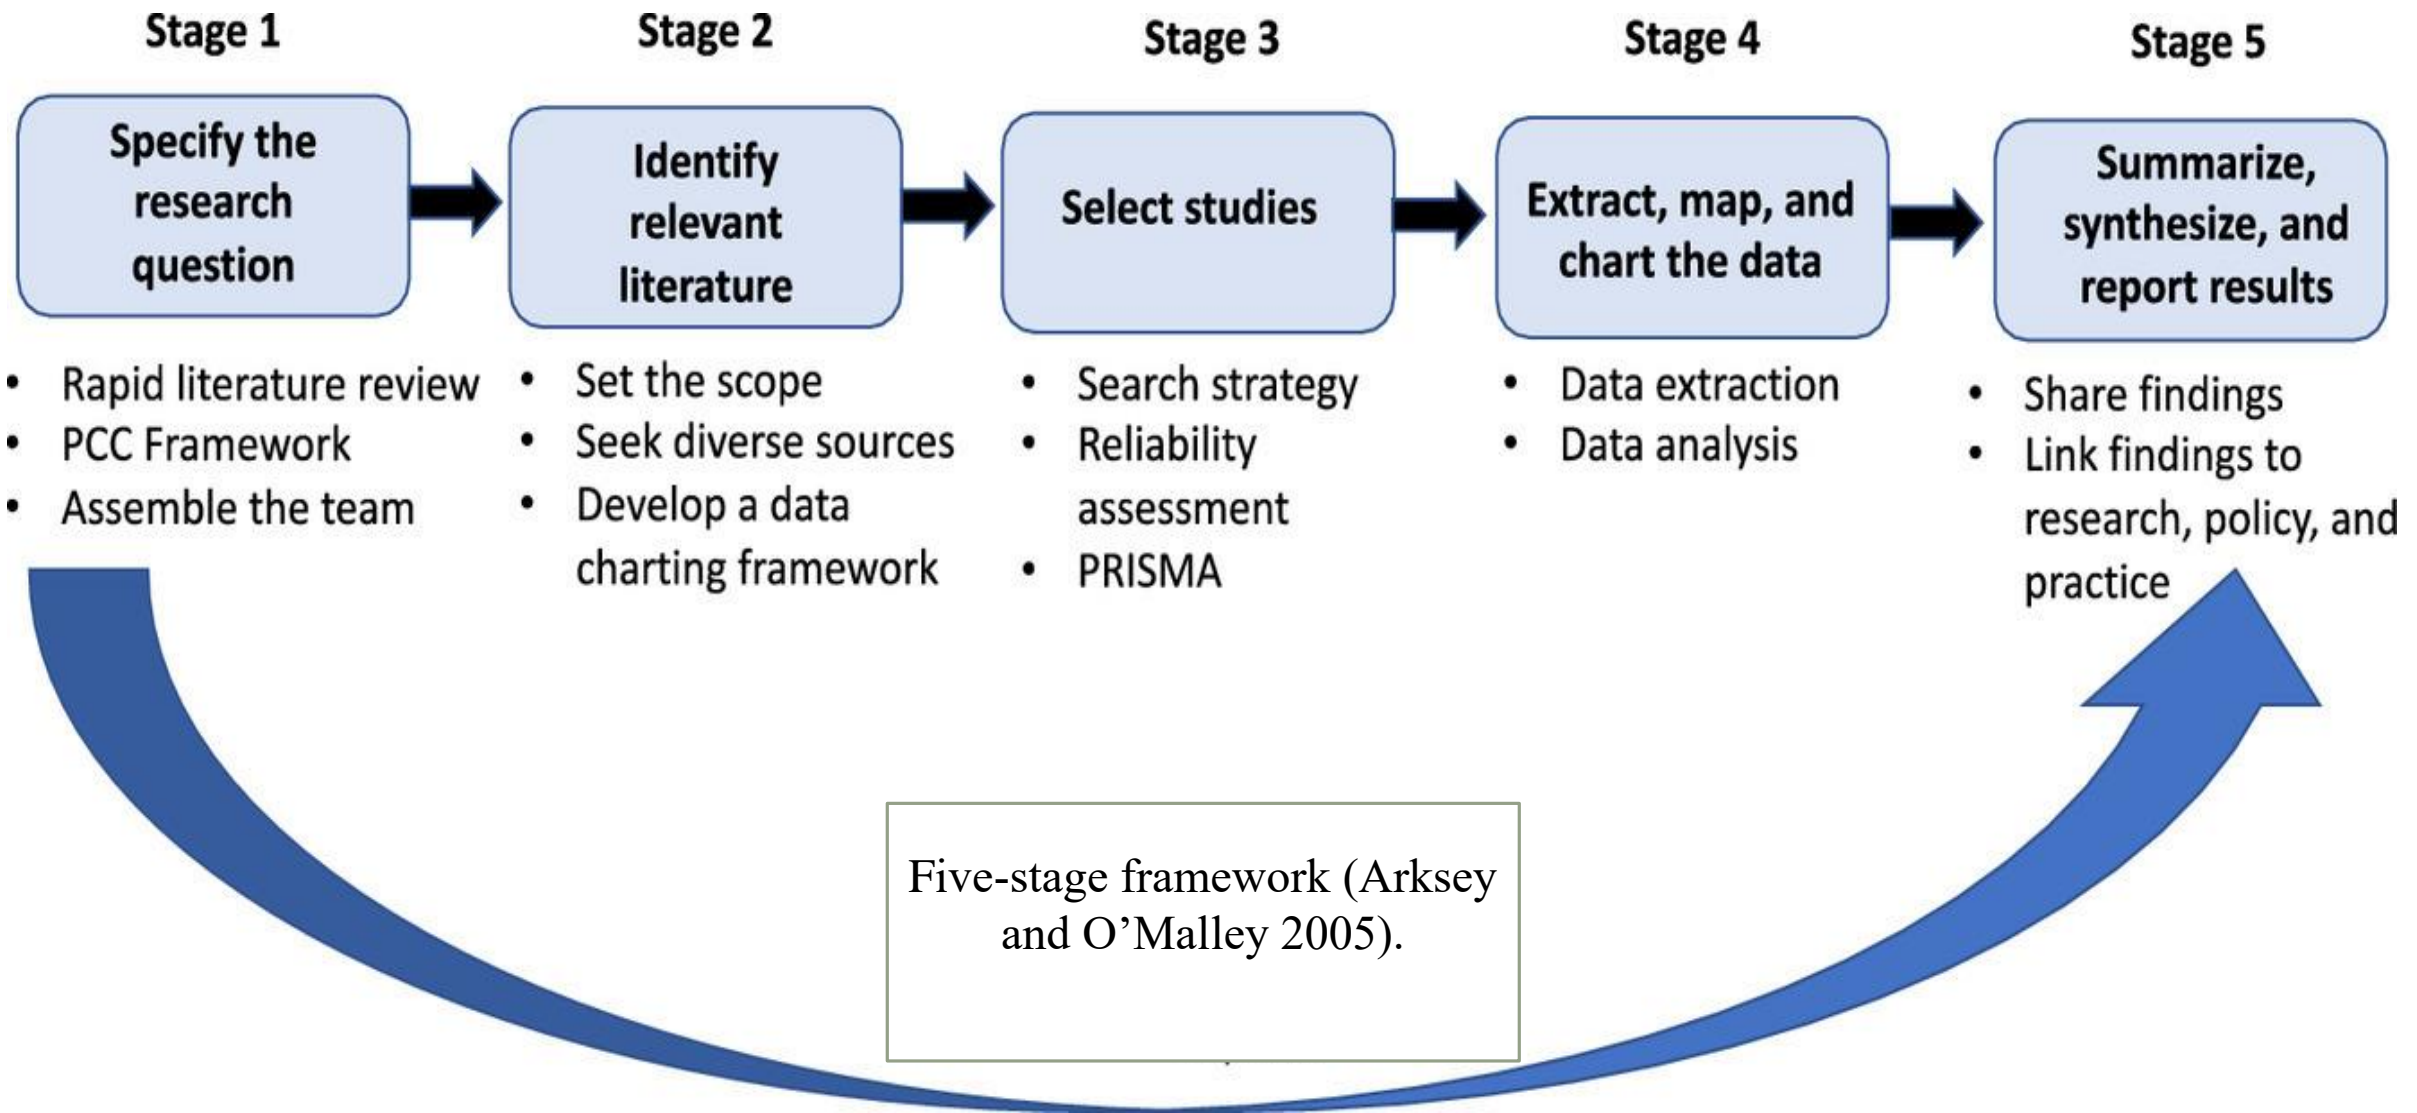 Stage 1
Specify the
research
question
• Rapid literature review
• PCC Framework
• Assemble the team
Stage 2
Identify
relevant
literature
• Set the scope
• Seek diverse sources
• Develop a data
charting framework
Stage 3
Select studies
• Search strategy
• Reliability
assessment
• PRISMA
Stage 4
Extract, map, and
chart the data
• Data extraction
• Data analysis
Stage 5
Summarize,
synthesize, and
report results
• Share findings
• Link findings to
research, policy, and
practice
Five-stage framework (Arksey
and O’Malley 2005).